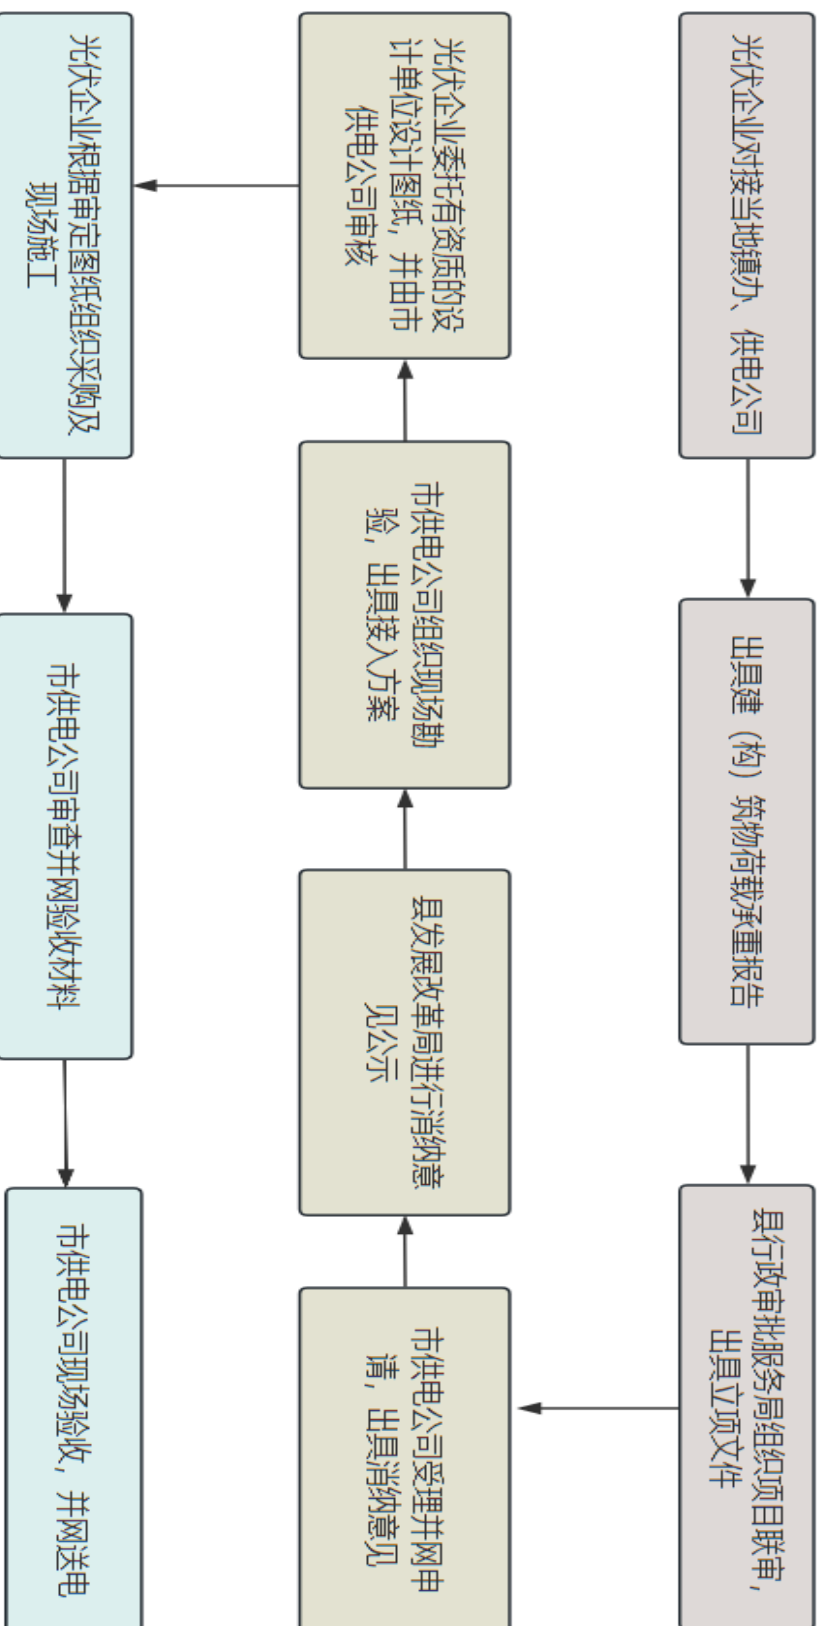 光伏企业对接当地镇办、供电公司
出具建（构）筑物荷载承重报告
县行政审批服务局组织项目联审，
出具立项文件
市供电公司受理并网申
请，出具消纳意见
县发展改革局进行消纳意
见公示
市供电公司组织现场勘
验，出具接入方案
光伏企业委托有资质的设
计单位设计图纸，并由市
供电公司审核
光伏企业根据审定图纸组织采购及
现场施工
市供电公司审查并网验收材料
市供电公司现场验收，并网送电